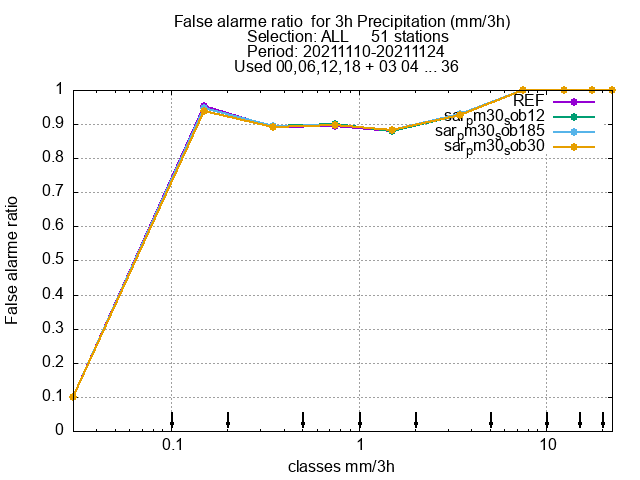 False alarme ratio  for 3h Precipitation (mm/3h)
Selection: ALL     51 stations
Period: 20211110-20211124
Used 00,06,12,18 + 03 04 ... 36
REF
sar_pm30_sob12
sar_pm30_sob185
sar_pm30_sob30
1
0.9
0.8
0.7
0.6
0.5
0.4
0.3
0.2
0.1
0
False alarme ratio
0.1 1 10
classes mm/3h